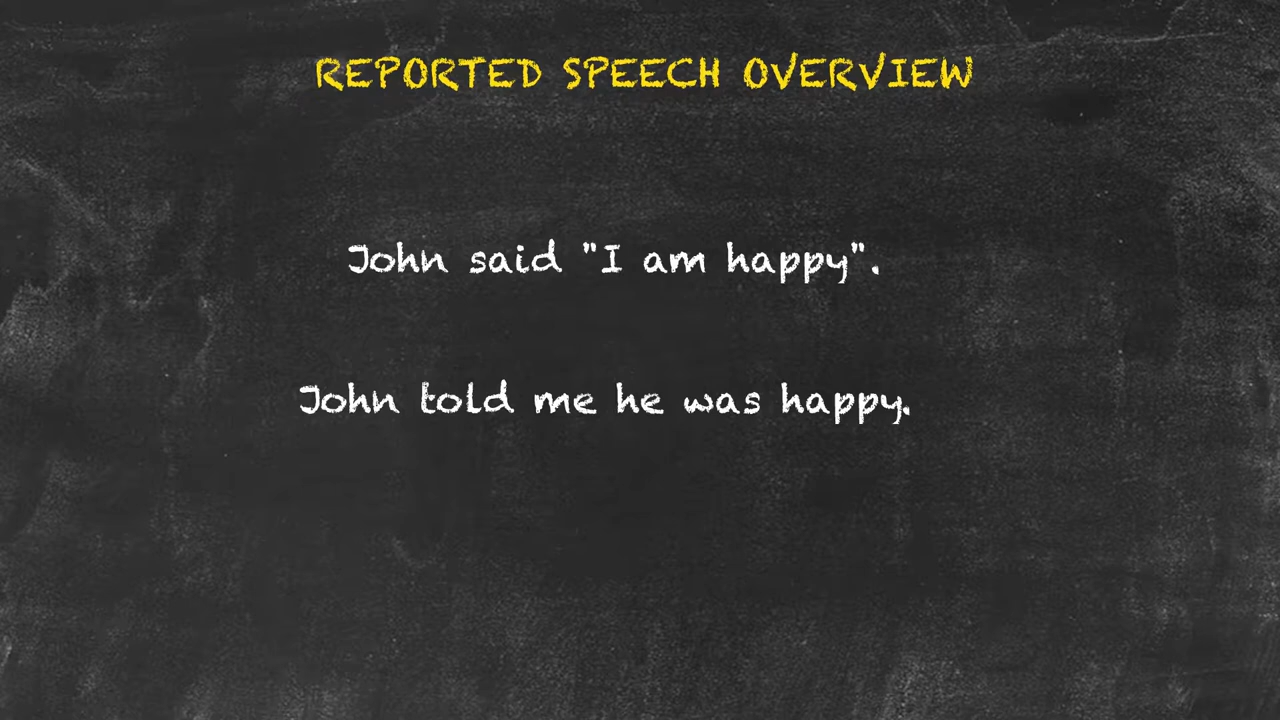 REPORTED SPEECH OVERVIEW
John said "I am happy".
John told me he was happy.